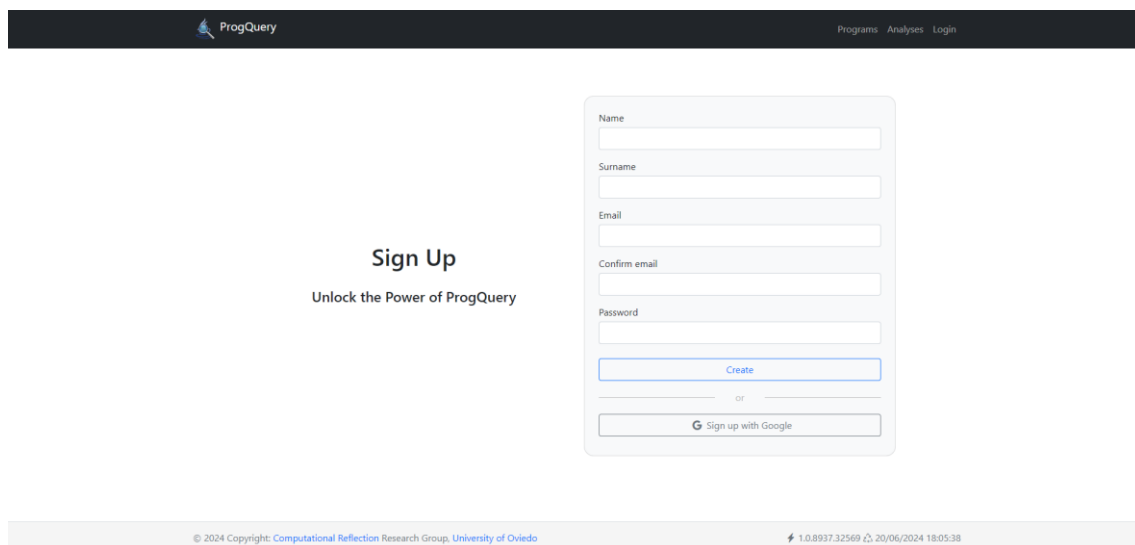 ProgQuery
Programs Analyses Login
Sign Up
Unlock the Power of ProgQuery
Name
Surname
Email
Confirm email
Password
Create
or
G Sign up with Google
© 2024 Copyright: Computational Reflection Research Group, University of Oviedo
1.0.8937.32569 20/06/2024 18:05:38